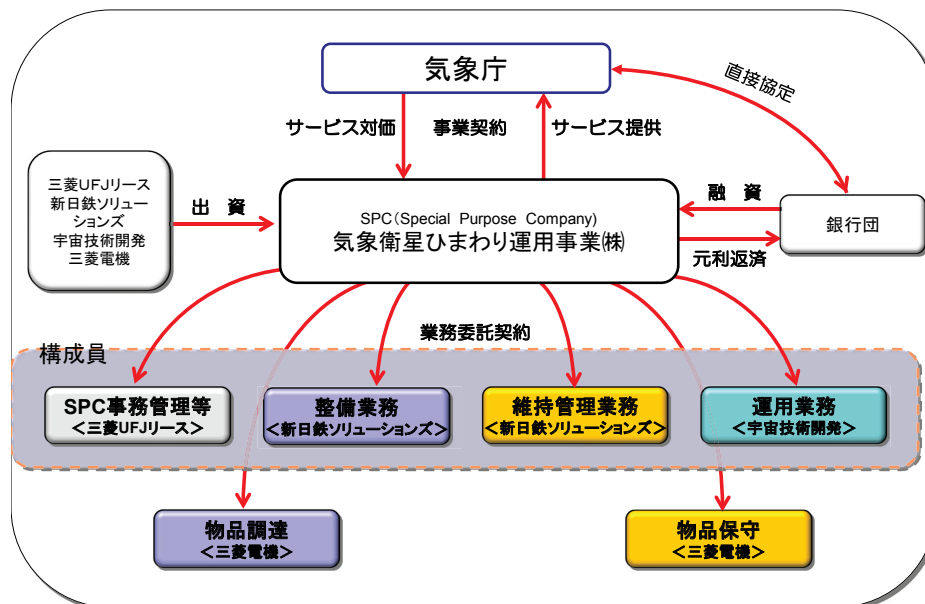 気象庁
直接協定
サービス対価
事業契約
サービス提供
三菱UFJリース
新日鉄ソリュー
ションズ
宇宙技術開発
三菱電機
出 資
SPC(Special Purpose Company)
気象衛星ひまわり運用事業㈱
融 資
元利返済
銀行団
業務委託契約
構成員
SPC事務管理等
<三菱UFJリース>
整備業務
<新日鉄ソリューションズ>
維持管理業務
<新日鉄ソリューションズ>
運用業務
<宇宙技術開発>
物品調達
<三菱電機>
物品保守
<三菱電機>